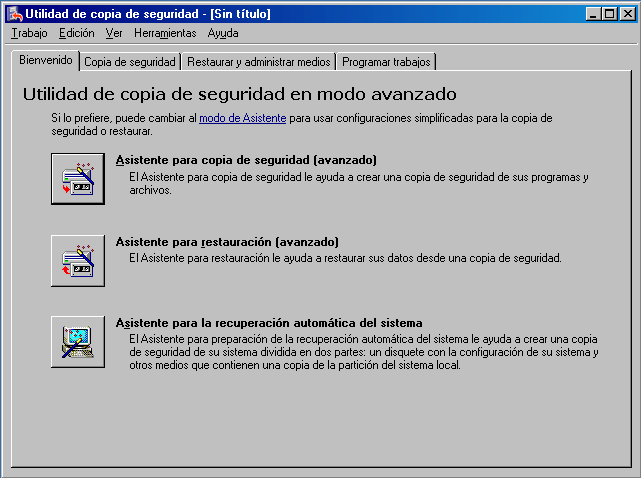 Utilidad de copia de seguridad - [Sin título]
Trabajo Edición Ver Herramientas Ayuda
Bienvenido Copia de seguridad Restaurar y administrar medios Programar trabajos
Utilidad de copia de seguridad en modo avanzado
Si lo prefiere, puede cambiar al modo de Asistente para usar configuraciones simplificadas para la copia de
seguridad o restaurar.
Asistente para copia de seguridad (avanzado)
El Asistente para copia de seguridad le ayuda a crear una copia de seguridad de sus programas y
archivos.
Asistente para restauración (avanzado)
El Asistente para restauración le ayuda a restaurar sus datos desde una copia de seguridad.
Asistente para la recuperación automática del sistema
El Asistente para preparación de la recuperación automática del sistema le ayuda a crear una copia
de seguridad de su sistema dividida en dos partes: un disquete con la configuración de su sistema y
otros medios que contienen una copia de la partición del sistema local.